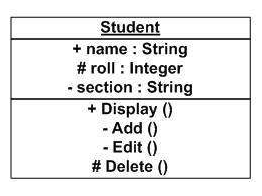 Student
+ name : String
# roll : Integer
- section : String
+ Display ()
- Add ()
- Edit ()
# Delete ()